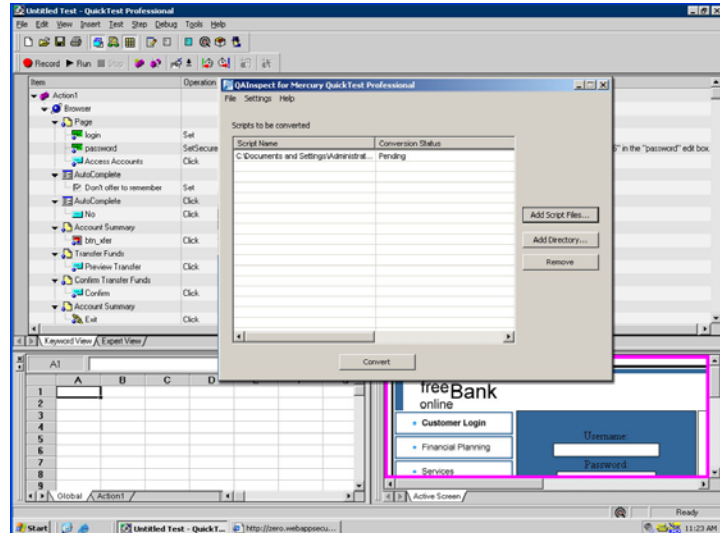 Untitled Test - QuickTest Professional
File Edit View Insert Test Step Debug Tools Help
Record Run Stop
Item Operation
Action1
Browser
Page
login Set
password SetSecure
Access Accounts Click
AutoComplete
Don't offer to remember Set
AutoComplete Click
No Click
Account Summary
btn_xfer Click
Transfer Funds
Preview Transfer Click
Confirm Transfer Funds
Confirm Click
Account Summary
Exit Click
" in the "password" edit box.
Keyword View Expert View
QAInspect for Mercury QuickTest Professional
File Settings Help
Scripts to be converted
Script Name Conversion Status
C:\Documents and Settings\Administrat... Pending
Add Script Files...
Add Directory...
Remove
Convert
A1
A B C D
1
2
3
4
5
6
7
8
9
Global Action1
free Bank
online
Customer Login
Financial Planning
Services
Username:
Password:
Active Screen
Ready
Start
Untitled Test - QuickT...
http://zero.webappsecu...
11:23 AM